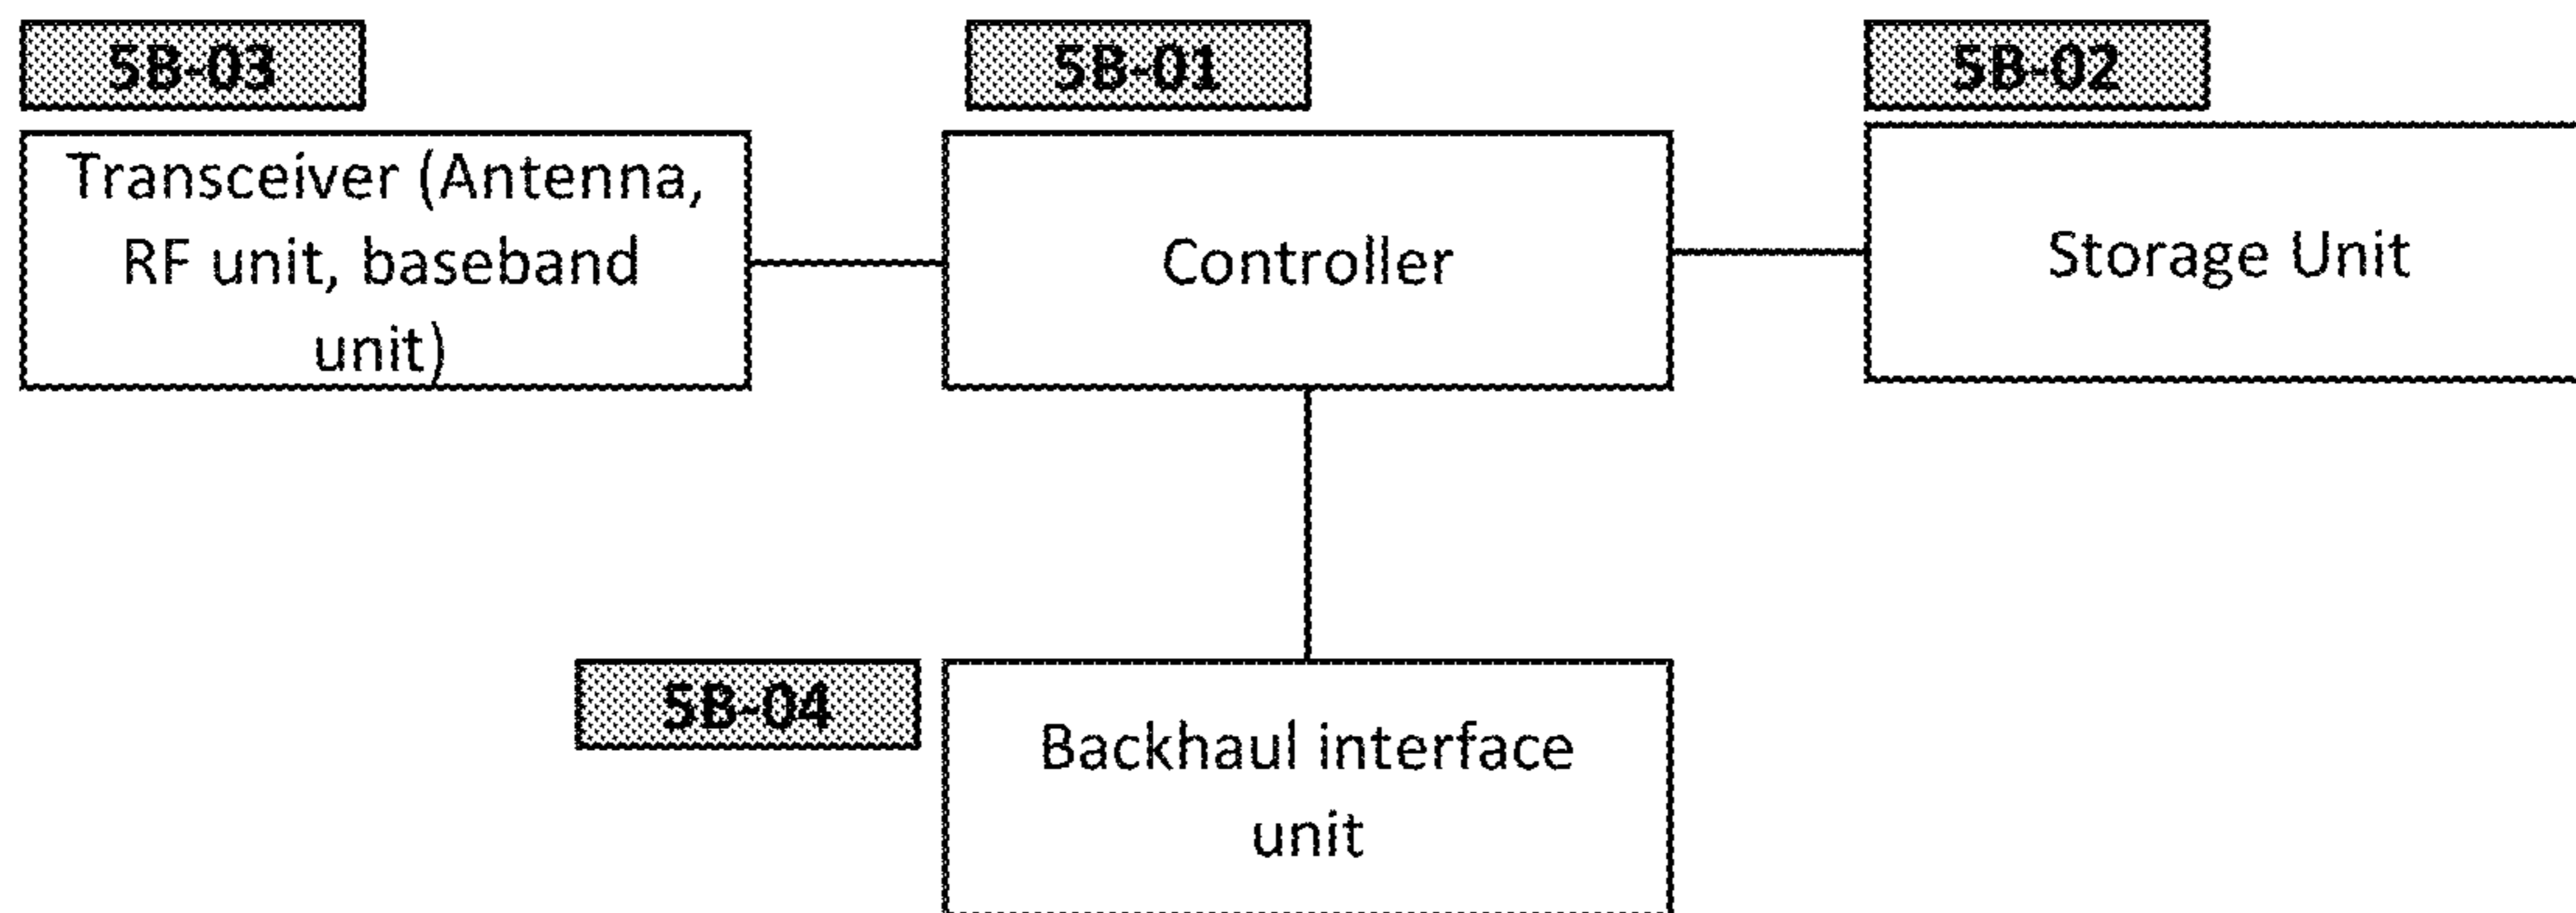 5B-03
5B-01
5B-02
Transceiver (Antenna,
RF unit, baseband
unit)
Controller
Storage Unit
5B-04
Backhaul interface
unit